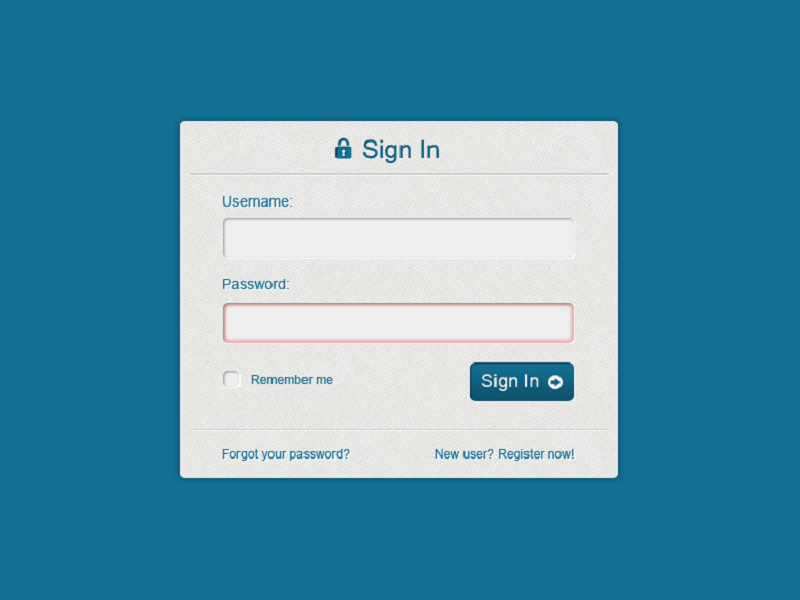 Sign In
Username:
Password:
Remember me
Sign In
Forgot your password?
New user? Register now!